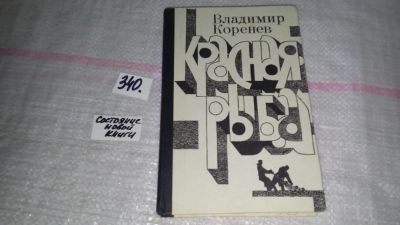 Владимир
Коренев
Красная
рыба
340.
Состояние
новой
книги